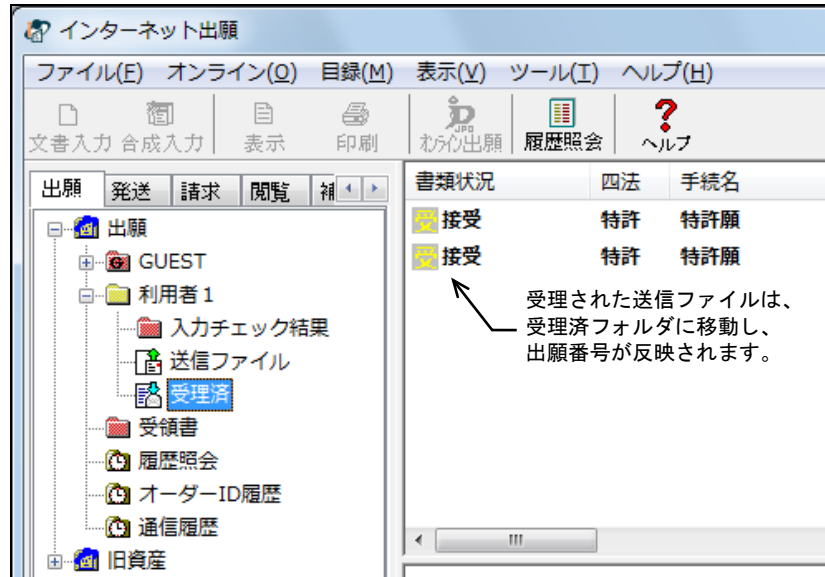 インターネット出願
ファイル(F) オンライン(O) 目録(M) 表示(V) ツール(T) ヘルプ(H)
文書入力 合成入力 表示 印刷 オンライン出願 履歴照会 ヘルプ
出願 発送 請求 閲覧 補
書類状況 四法 手続名
出願
受 接受 特許 特許願
GUEST
受 接受 特許 特許願
利用者1
受理された送信ファイルは、
入力チェック結果
受理済フォルダに移動し、
送信ファイル
出願番号が反映されます。
受理済
受領書
履歴照会
オーダーID履歴
通信履歴
旧資産